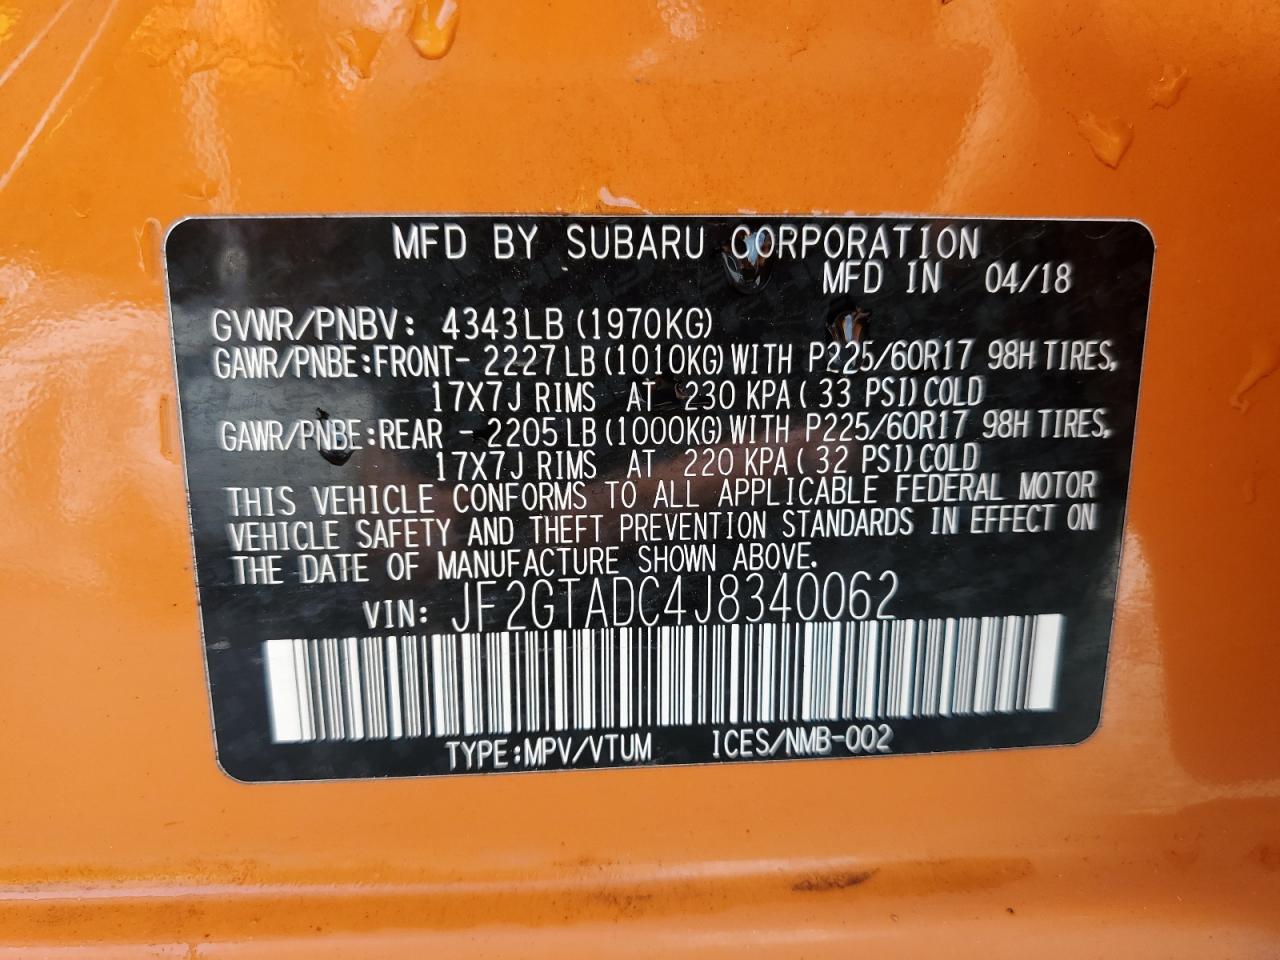 MFD BY SUBARU CORPORATION
MFD IN 04/18
GVWR/PNBV: 4343LB (1970KG)
GAWR/PNBE:FRONT- 2227LB (1010KG) WITH P225/60R17 98H TIRES,
17X7J RIMS AT 230 KPA ( 33 PSI) COLD
GAWR/PNBE:REAR - 2205LB (1000KG) WITH P225/60R17 98H TIRES,
17X7J RIMS AT 220 KPA ( 32 PSI) COLD
THIS VEHICLE CONFORMS TO ALL APPLICABLE FEDERAL MOTOR
VEHICLE SAFETY AND THEFT PREVENTION STANDARDS IN EFFECT ON
THE DATE OF MANUFACTURE SHOWN ABOVE.
VIN: JF2GTADC4J8340062
TYPE:MPV/VTUM ICES/NMB-002